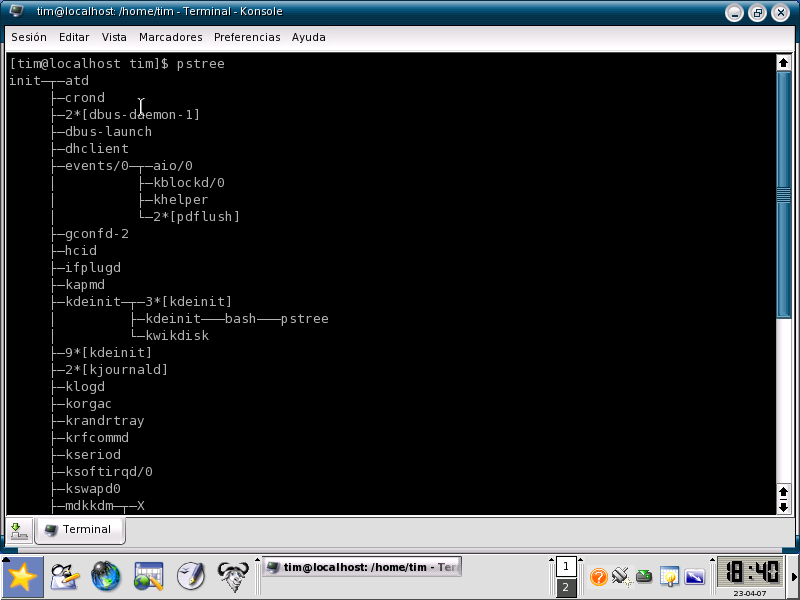 tim@localhost: /home/tim - Terminal - Konsole
Sesión Editar Vista Marcadores Preferencias Ayuda
[tim@localhost tim]$ pstree
init─┬─atd
     ├─crond
     ├─2*[dbus-daemon-1]
     ├─dbus-launch
     ├─dhclient
     ├─events/0─┬─aio/0
     │          ├─kblockd/0
     │          ├─khelper
     │          └─2*[pdflush]
     ├─gconfd-2
     ├─hcid
     ├─ifplugd
     ├─kapmd
     ├─kdeinit─┬─3*[kdeinit]
     │         ├─kdeinit───bash───pstree
     │         └─kwikdisk
     ├─9*[kdeinit]
     ├─2*[kjournald]
     ├─klogd
     ├─korgac
     ├─krandrtray
     ├─krfcommd
     ├─kseriod
     ├─ksoftirqd/0
     ├─kswapd0
     ├─mdkkdm─┬─X
Terminal
tim@localhost: /home/tim - Ter
1
2
18:40
23-04-07